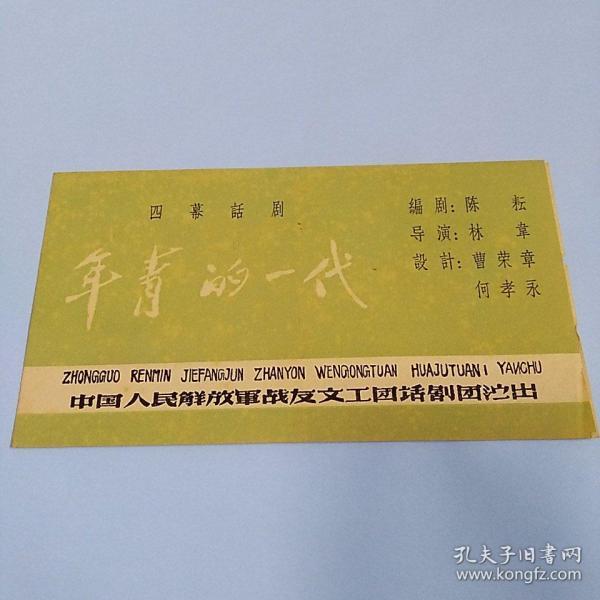 四幕話剧
年青的一代
编剧：陈耘
导演：林韋
設計：曹荣章
何孝永
ZHONGGUO RENMIN JIEFANGJUN ZHANYON WENGONGTUAN HUAJUTUANI YANCHU
中国人民解放軍战友文工团話剧团演出
孔夫子旧书网
www.kongfz.com